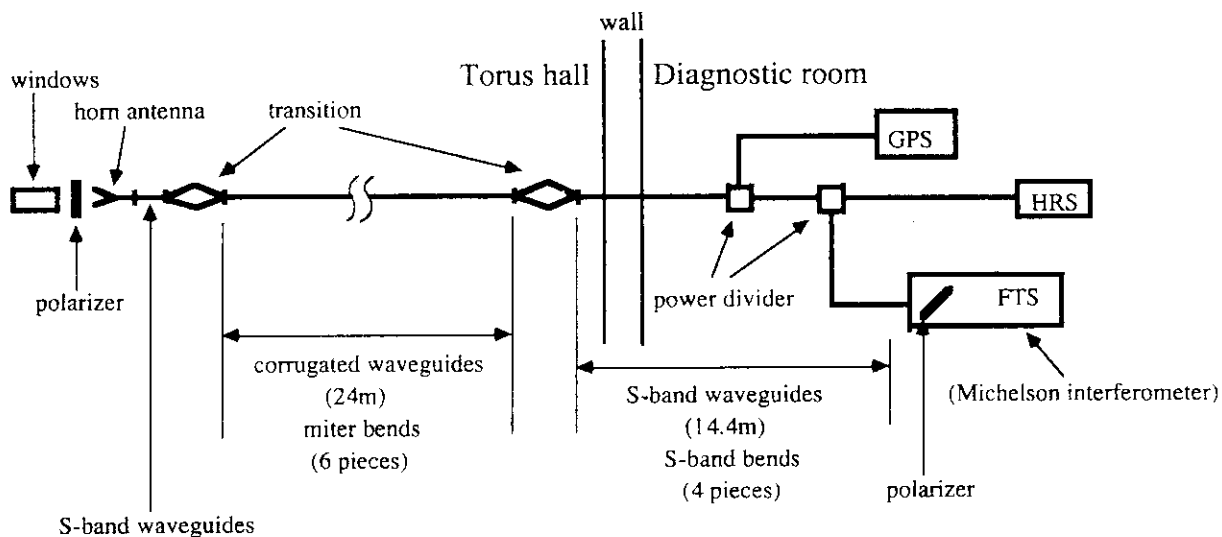 wall
Torus hall
Diagnostic room
windows
horn antenna
transition
GPS
HRS
polarizer
power divider
FTS
corrugated waveguides
(24m)
miter bends
(6 pieces)
S-band waveguides
(14.4m)
S-band bends
(4 pieces)
(Michelson interferometer)
polarizer
S-band waveguides